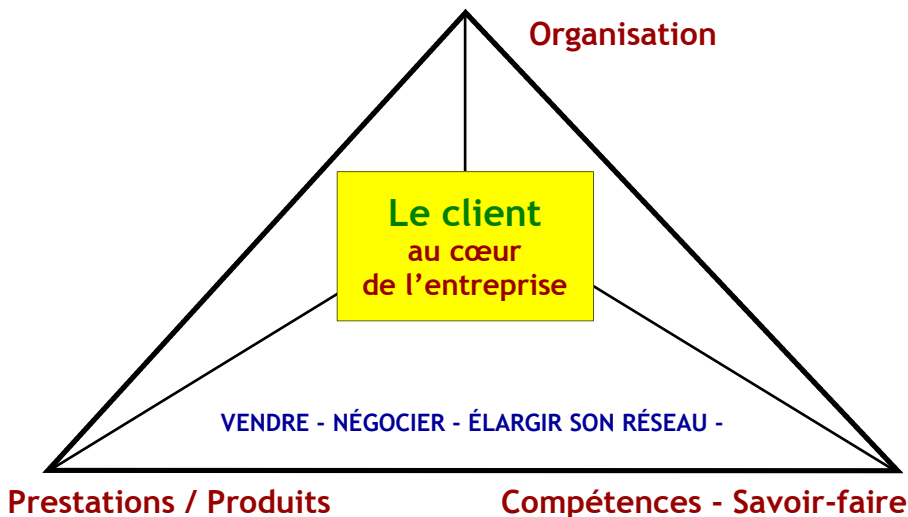 Organisation
Le client
au cœur
de l’entreprise
VENDRE - NÉGOCIER - ÉLARGIR SON RÉSEAU -
Prestations / Produits
Compétences - Savoir-faire